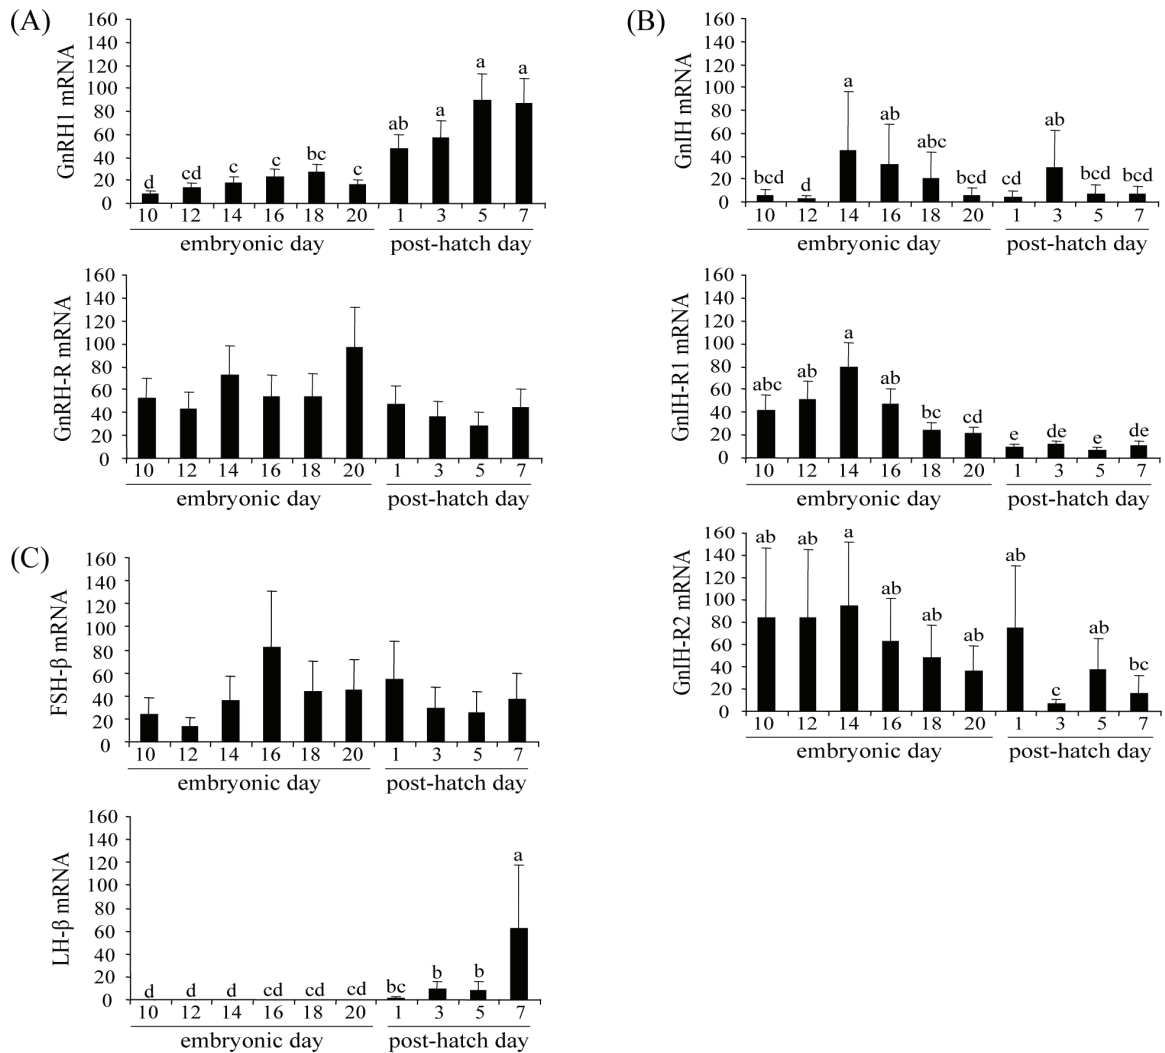 (A)
160
140
120
100
80
60
40
20
0
GnRH1 mRNA
d cd c c bc c ab a a a
10 12 14 16 18 20 1 3 5 7
embryonic day post-hatch day
160
140
120
100
80
60
40
20
0
GnRH-R mRNA
10 12 14 16 18 20 1 3 5 7
embryonic day post-hatch day
(B)
160
140
120
100
80
60
40
20
0
GnIH mRNA
bcd d a ab abc bcd cd ab bcd bcd
10 12 14 16 18 20 1 3 5 7
embryonic day post-hatch day
160
140
120
100
80
60
40
20
0
GnIH-R1 mRNA
abc ab a ab bc cd e de e de
10 12 14 16 18 20 1 3 5 7
embryonic day post-hatch day
160
140
120
100
80
60
40
20
0
GnIH-R2 mRNA
ab ab a ab ab ab ab c ab bc
10 12 14 16 18 20 1 3 5 7
embryonic day post-hatch day
(C)
160
140
120
100
80
60
40
20
0
FSH-β mRNA
10 12 14 16 18 20 1 3 5 7
embryonic day post-hatch day
160
140
120
100
80
60
40
20
0
LH-β mRNA
d d d cd cd cd bc b b a
10 12 14 16 18 20 1 3 5 7
embryonic day post-hatch day